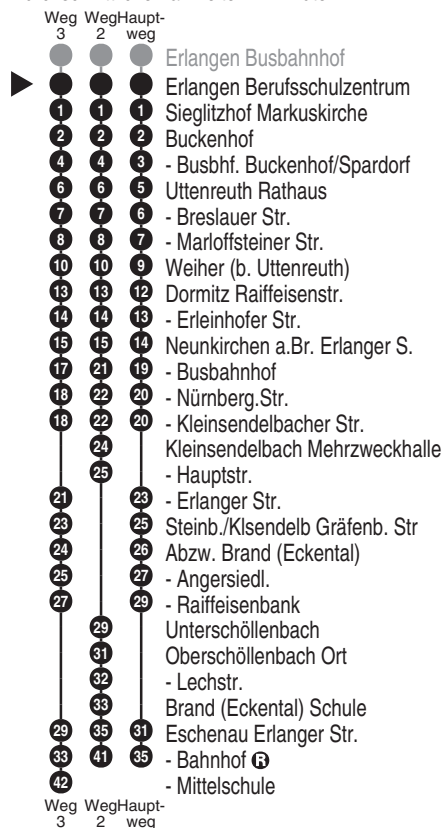 Weg WegHaupt-
3 2 weg
Erlangen Busbahnhof
Erlangen Berufsschulzentrum
1 1 1 Sieglitzhof Markuskirche
2 2 2 Buckenhof
4 4 3 - Busbhf. Buckenhof/Spardorf
6 6 5 Uttenreuth Rathaus
7 7 6 - Breslauer Str.
8 8 7 - Marloffsteiner Str.
10 10 9 Weiher (b. Uttenreuth)
13 13 12 Dormitz Raiffeisenstr.
14 14 13 - Erleinhofer Str.
15 15 14 Neunkirchen a.Br. Erlanger S.
17 21 19 - Busbahnhof
18 22 20 - Nürnberg.Str.
18 22 20 - Kleinsendelbacher Str.
24 Kleinsendelbach Mehrzweckhalle
25 - Hauptstr.
21 23 - Erlanger Str.
23 25 Steinb./Klsendelb Gräfenb. Str
24 26 Abzw. Brand (Eckental)
25 27 - Angersiedl.
27 29 - Raiffeisenbank
29 Unterschöllenbach
31 Oberschöllenbach Ort
32 - Lechstr.
33 Brand (Eckental) Schule
29 35 31 Eschenau Erlanger Str.
33 41 35 - Bahnhof R
42 - Mittelschule
Weg WegHaupt-
3 2 weg